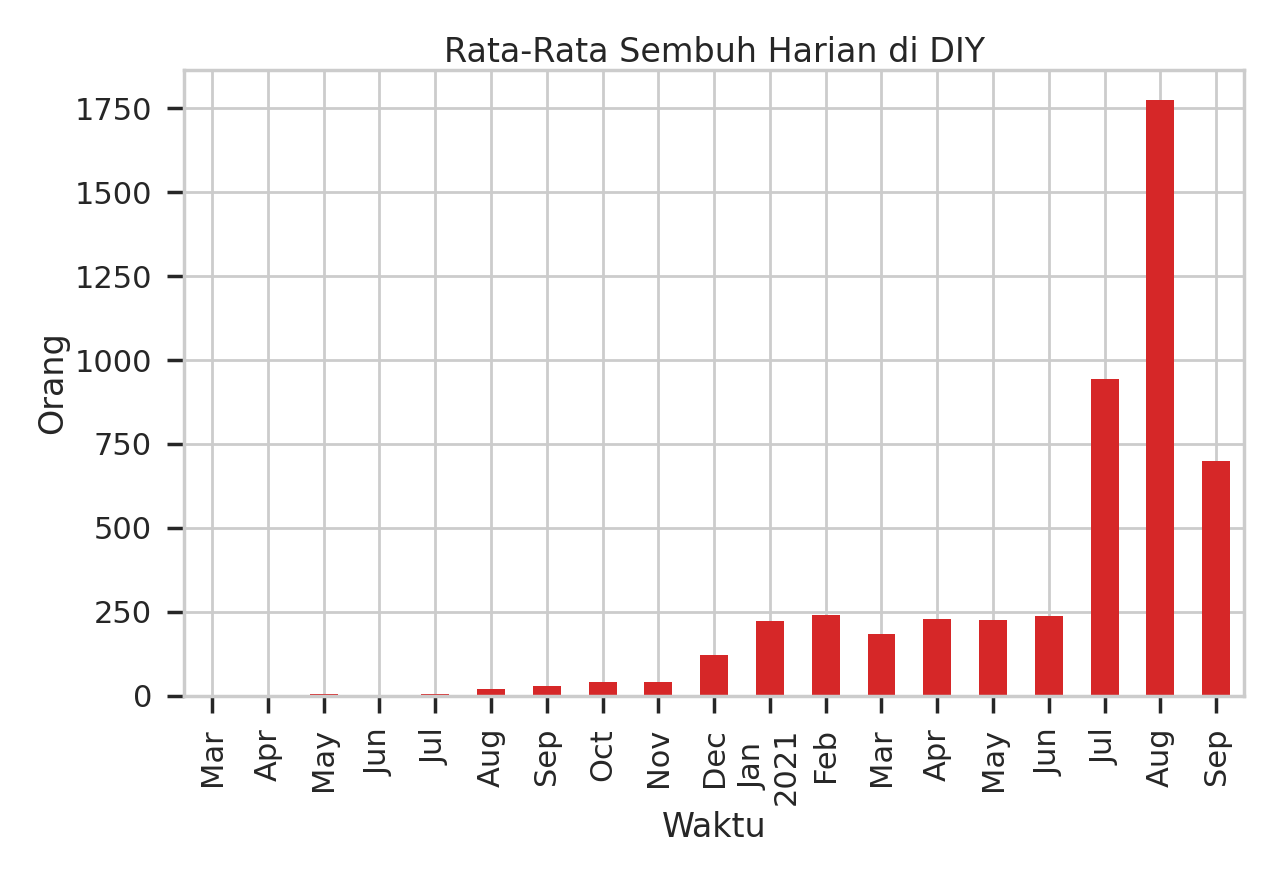 Rata-Rata Sembuh Harian di DIY
Orang
1750
1500
1250
1000
750
500
250
0
Mar
Apr
May
Jun
Jul
Aug
Sep
Oct
Nov
Dec
Jan
2021
Feb
Mar
Apr
May
Jun
Jul
Aug
Sep
Waktu